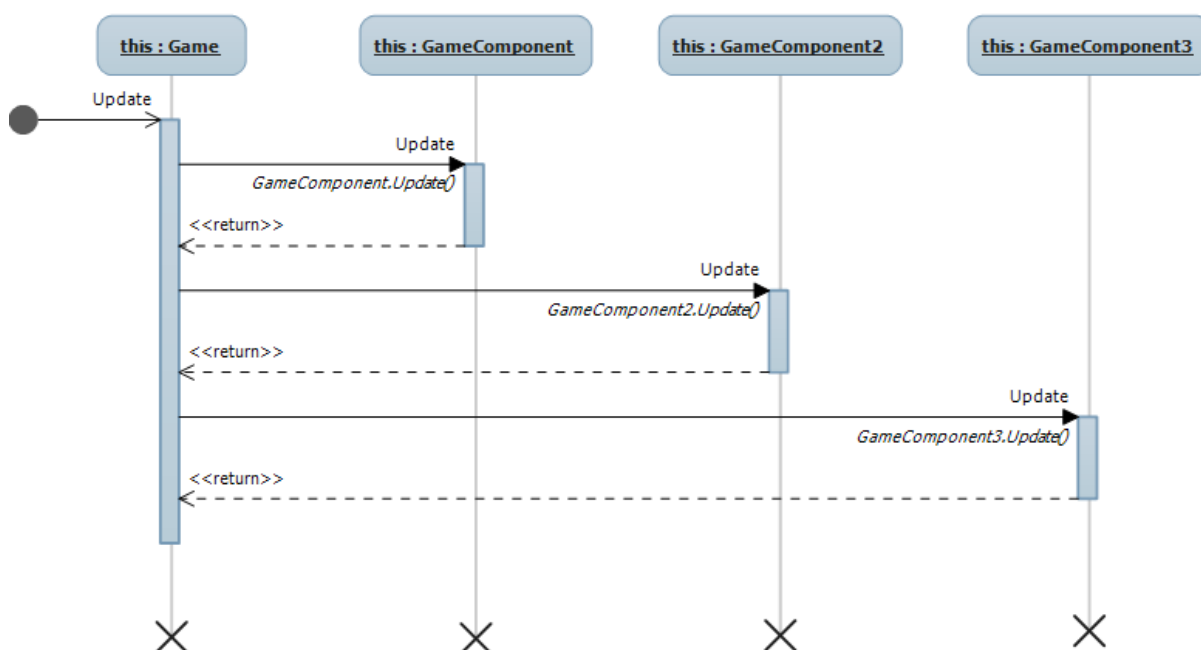 this : Game
this : GameComponent
this : GameComponent2
this : GameComponent3
Update
Update
GameComponent.Update()
<<return>>
Update
GameComponent2.Update()
<<return>>
Update
GameComponent3.Update()
<<return>>